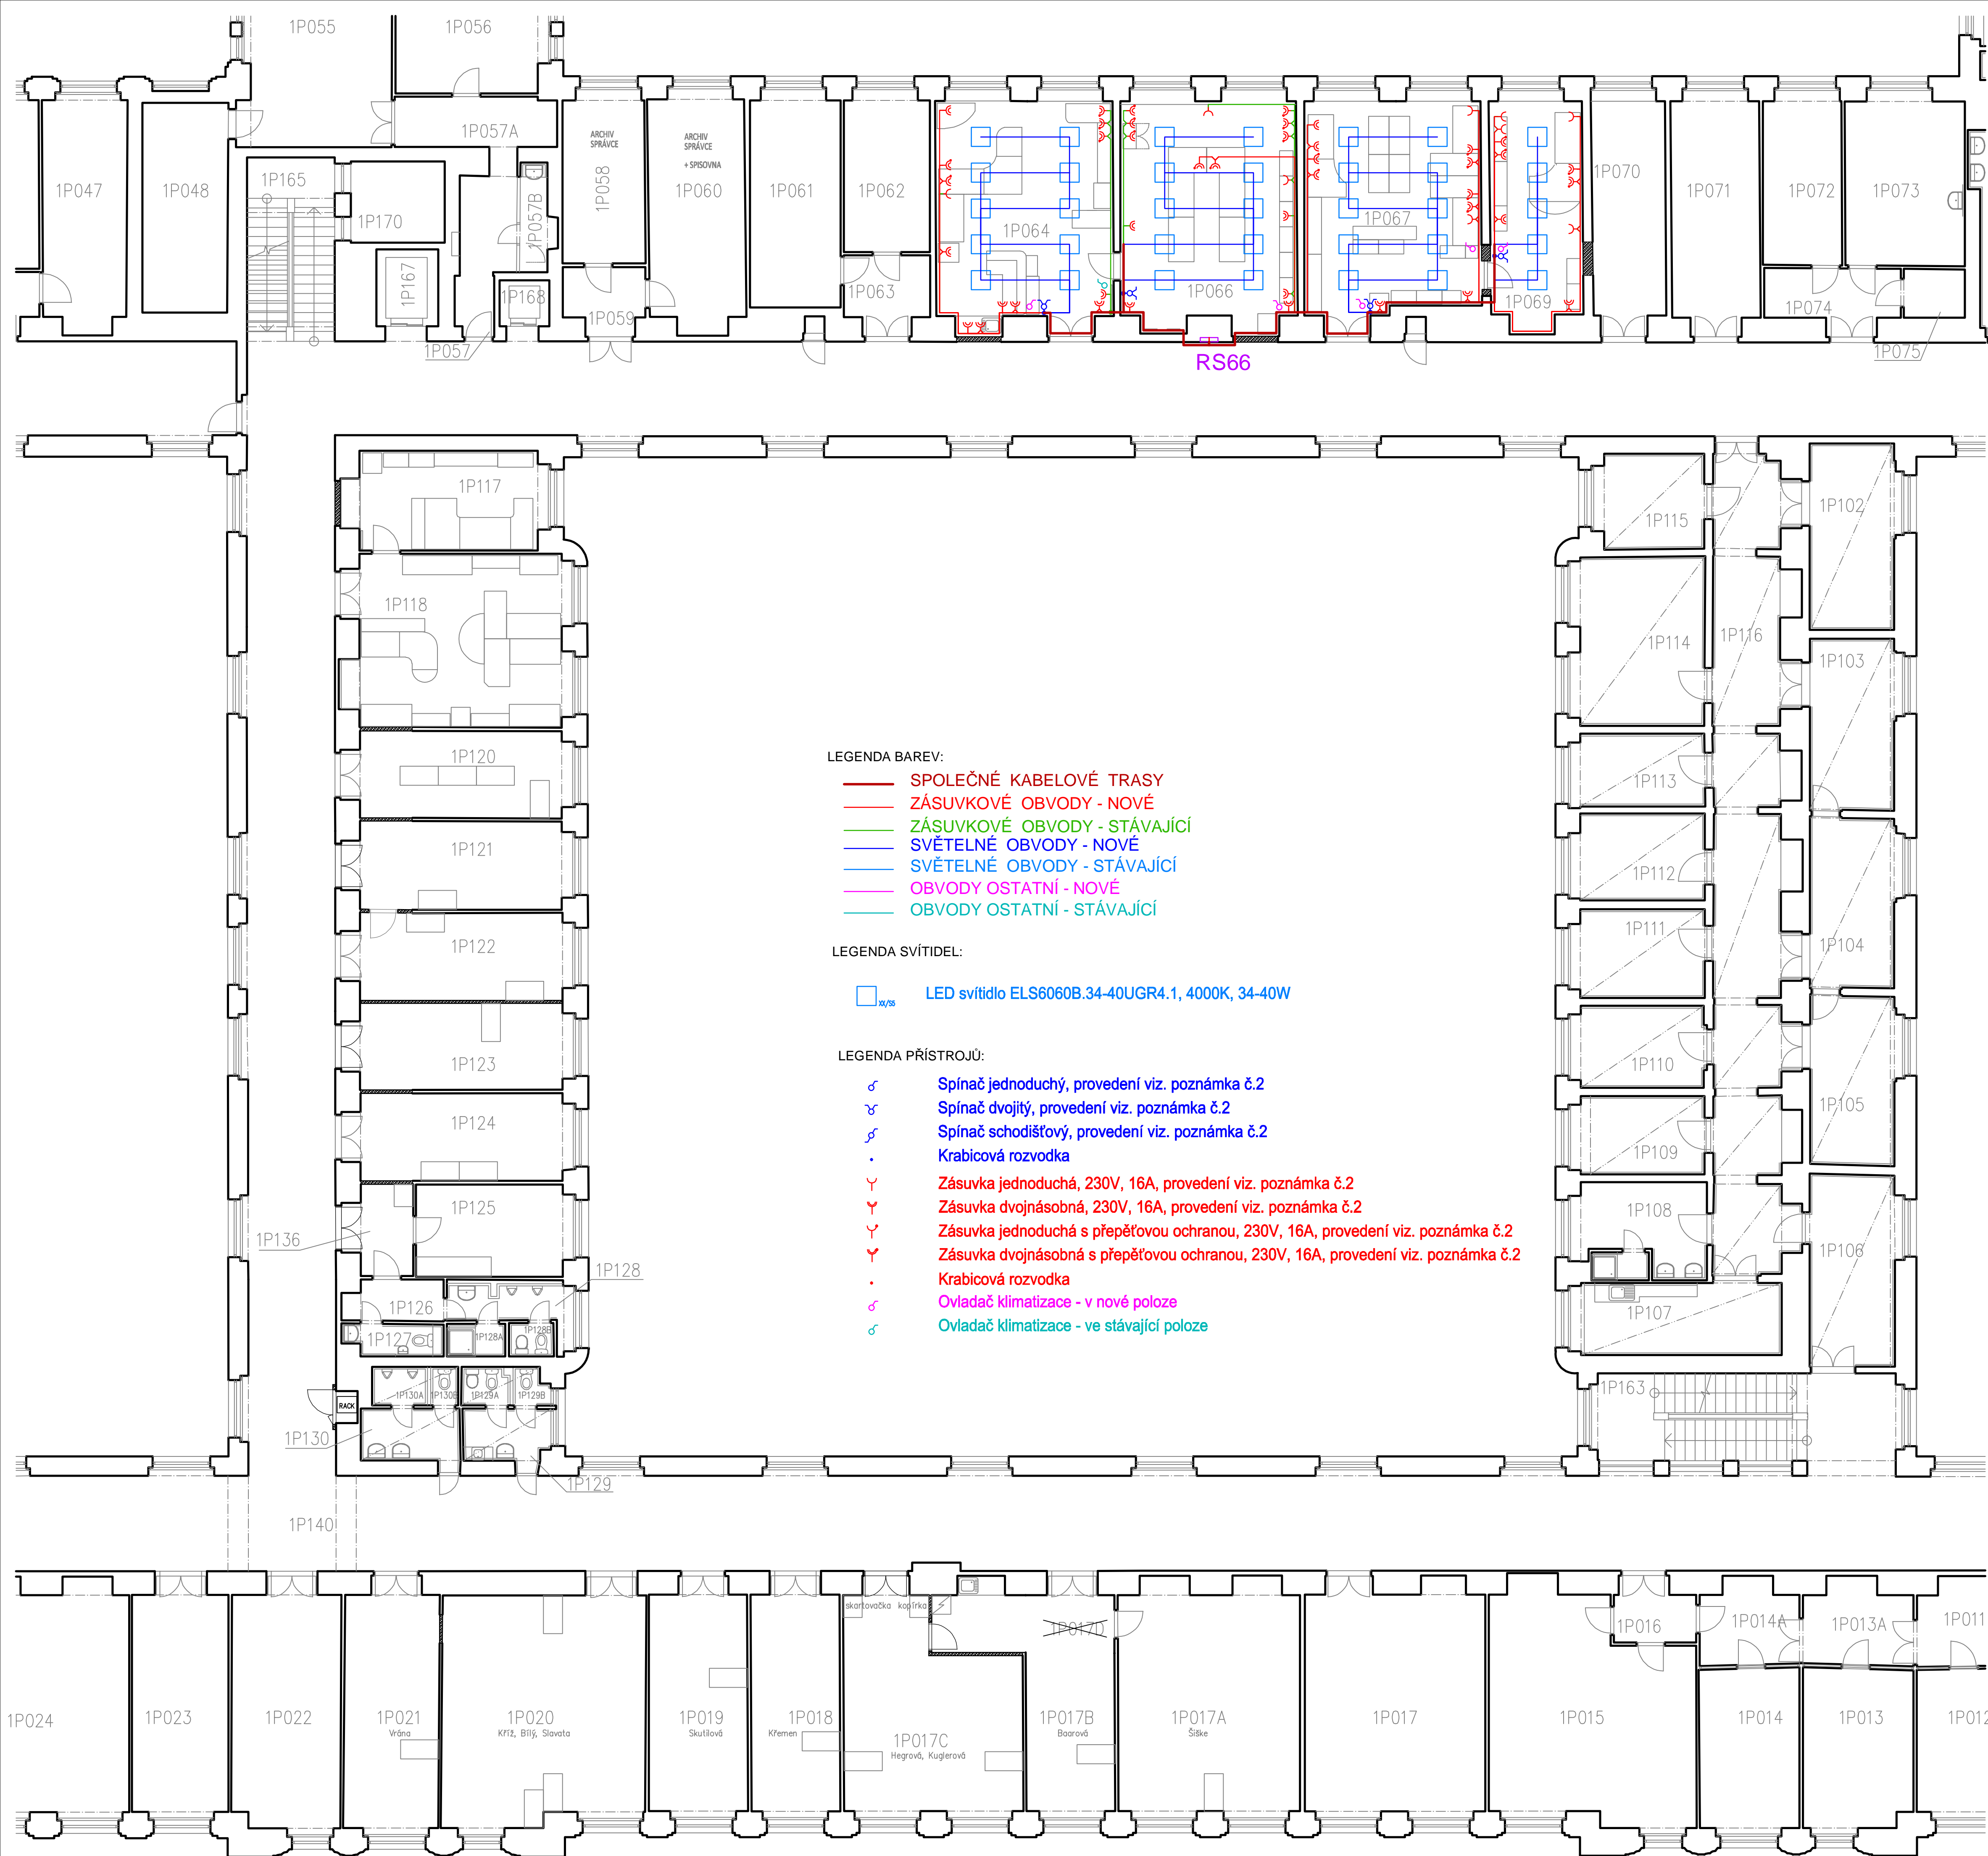 1P055
1P056
1P057A
1P047
1P048
1P165
1P170
1P167
1P168
1P057B
1P057
ARCHIV
SPRÁVCE
1P058
1P059
ARCHIV
SPRÁVCE
+ SPISOVNA
1P060
1P061
1P062
1P063
1P064
1P066
1P067
1P069
1P070
1P071
1P072
1P073
1P074
1P075
RS66
1P117
1P118
1P120
1P121
1P122
1P123
1P124
1P125
1P136
1P126
1P127
1P128
1P128A
1P128B
1P130A
1P130B
1P129A
1P129B
RACK
1P130
1P129
1P140
1P115
1P102
1P114
1P116
1P103
1P113
1P112
1P111
1P104
1P110
1P105
1P109
1P108
1P106
1P107
1P163
LEGENDA BAREV:
SPOLEČNÉ KABELOVÉ TRASY
ZÁSUVKOVÉ OBVODY - NOVÉ
ZÁSUVKOVÉ OBVODY - STÁVAJÍCÍ
SVĚTELNÉ OBVODY - NOVÉ
SVĚTELNÉ OBVODY - STÁVAJÍCÍ
OBVODY OSTATNÍ - NOVÉ
OBVODY OSTATNÍ - STÁVAJÍCÍ
LEGENDA SVÍTIDEL:
XX/S5 LED svítidlo ELS6060B.34-40UGR4.1, 4000K, 34-40W
LEGENDA PŘÍSTROJŮ:
Spínač jednoduchý, provedení viz. poznámka č.2
Spínač dvojitý, provedení viz. poznámka č.2
Spínač schodišťový, provedení viz. poznámka č.2
Krabicová rozvodka
Zásuvka jednoduchá, 230V, 16A, provedení viz. poznámka č.2
Zásuvka dvojnásobná, 230V, 16A, provedení viz. poznámka č.2
Zásuvka jednoduchá s přepěťovou ochranou, 230V, 16A, provedení viz. poznámka č.2
Zásuvka dvojnásobná s přepěťovou ochranou, 230V, 16A, provedení viz. poznámka č.2
Krabicová rozvodka
Ovladač klimatizace - v nové poloze
Ovladač klimatizace - ve stávající poloze
skartovačka kopírka
1P017D
1P016
1P014A
1P013A
1P011
1P024
1P023
1P022
1P021
Vrána
1P020
Kříž, Bílý, Slavata
1P019
Skutilová
1P018
Křemen
1P017C
Hegrová, Kuglerová
1P017B
Baarová
1P017A
Šiške
1P017
1P015
1P014
1P013
1P012